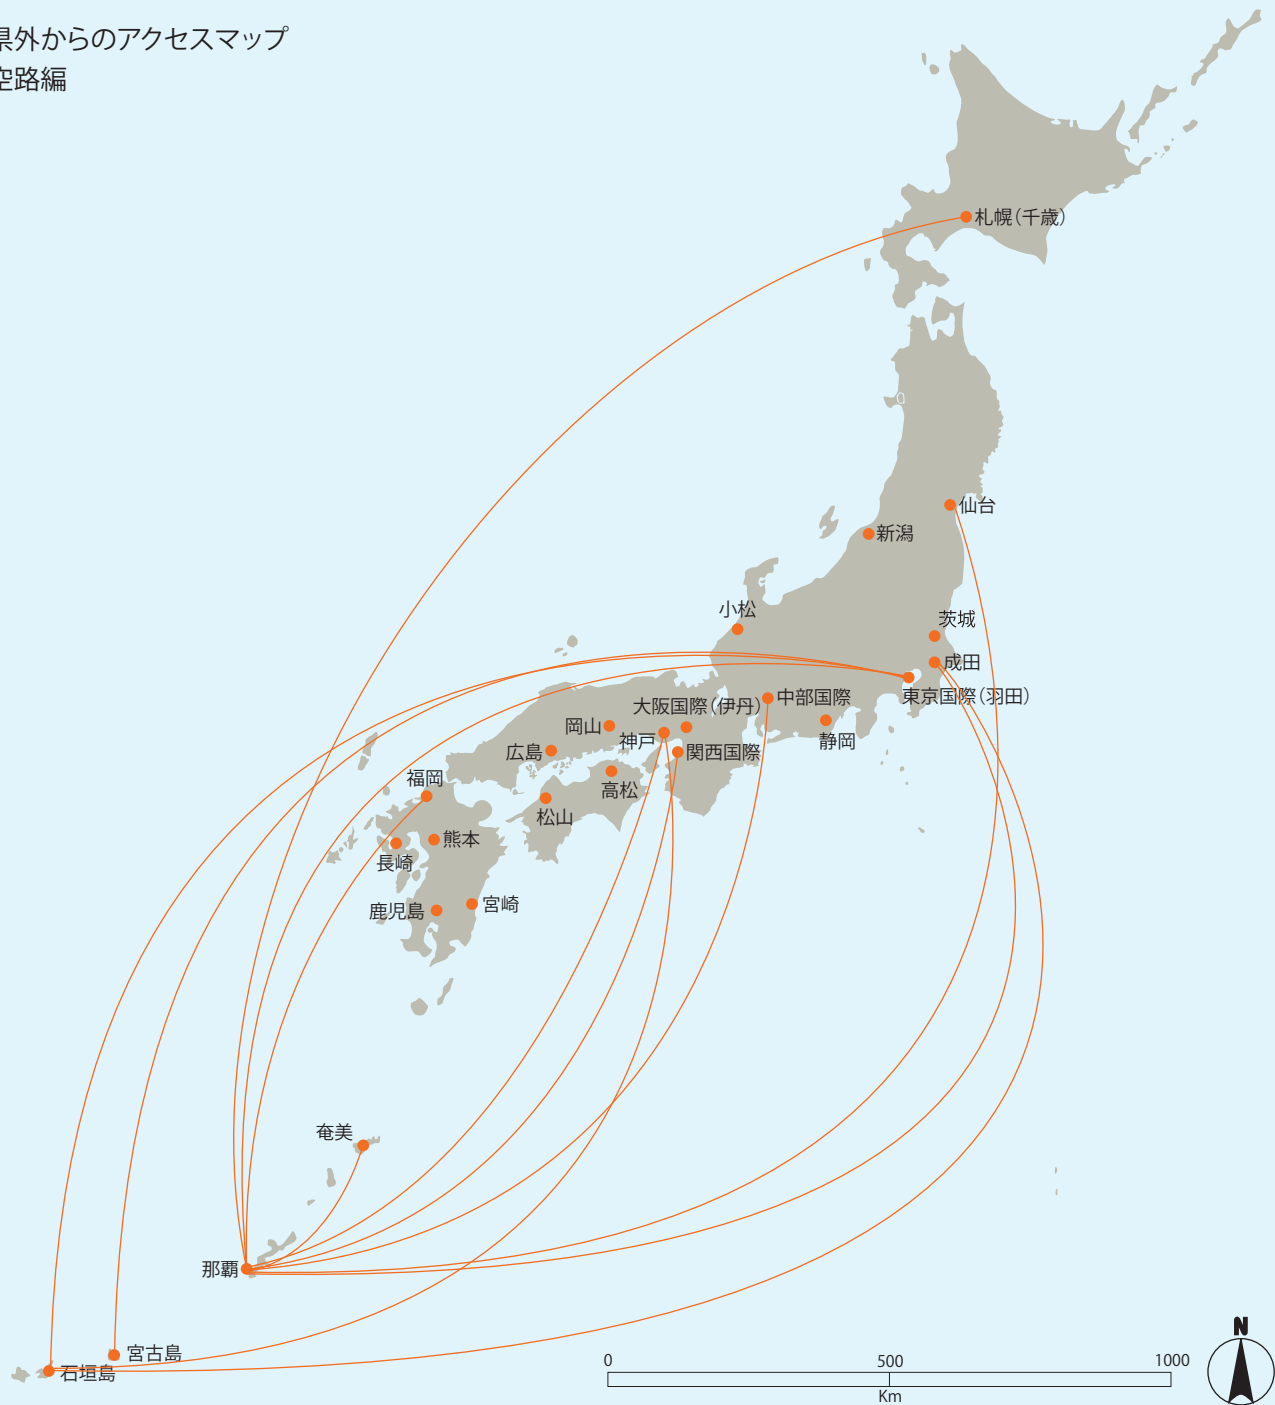 県外からのアクセスマップ
空路編
札幌（千歳）
仙台
新潟
小松
茨城
成田
東京国際（羽田）
中部国際
大阪国際（伊丹）
岡山
神戸
静岡
広島
関西国際
福岡
高松
松山
熊本
長崎
宮崎
鹿児島
奄美
那覇
宮古島
石垣島
N
0 500 1000
Km